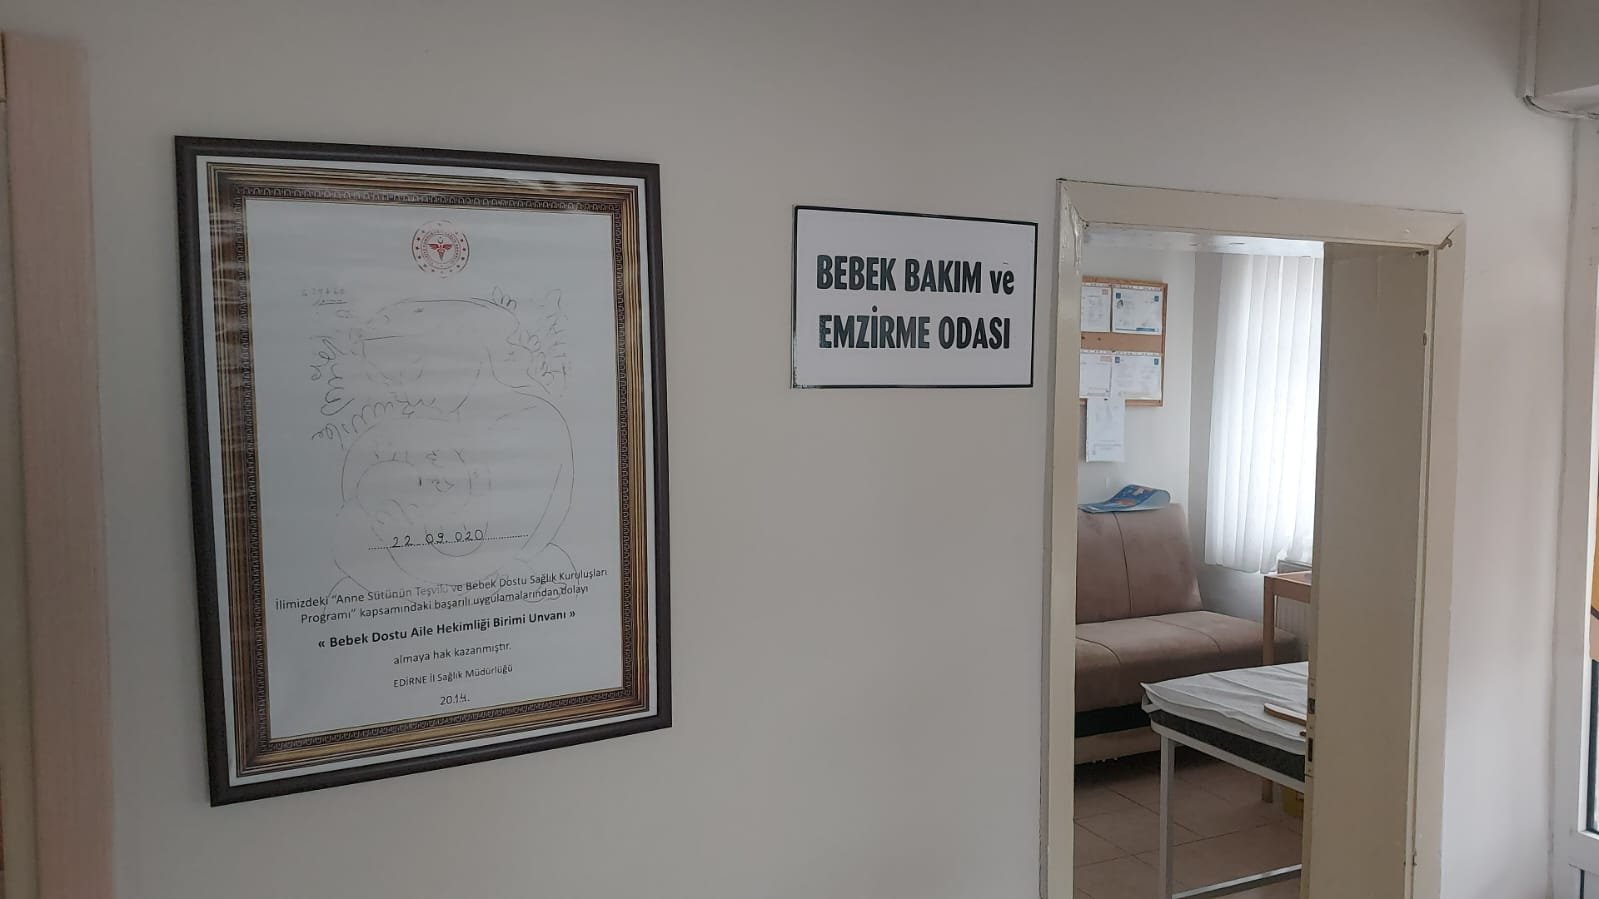 22 09. 020
İlimizdeki "Anne Sütünün Teşviki ve Bebek Dostu Sağlık Kuruluşları
Programı" kapsamındaki başarılı uygulamalarından dolayı
« Bebek Dostu Aile Hekimliği Birimi Unvanı »
almaya hak kazanmıştır.
EDİRNE İl Sağlık Müdürlüğü
2014.
BEBEK BAKIM ve
EMZİRME ODASI